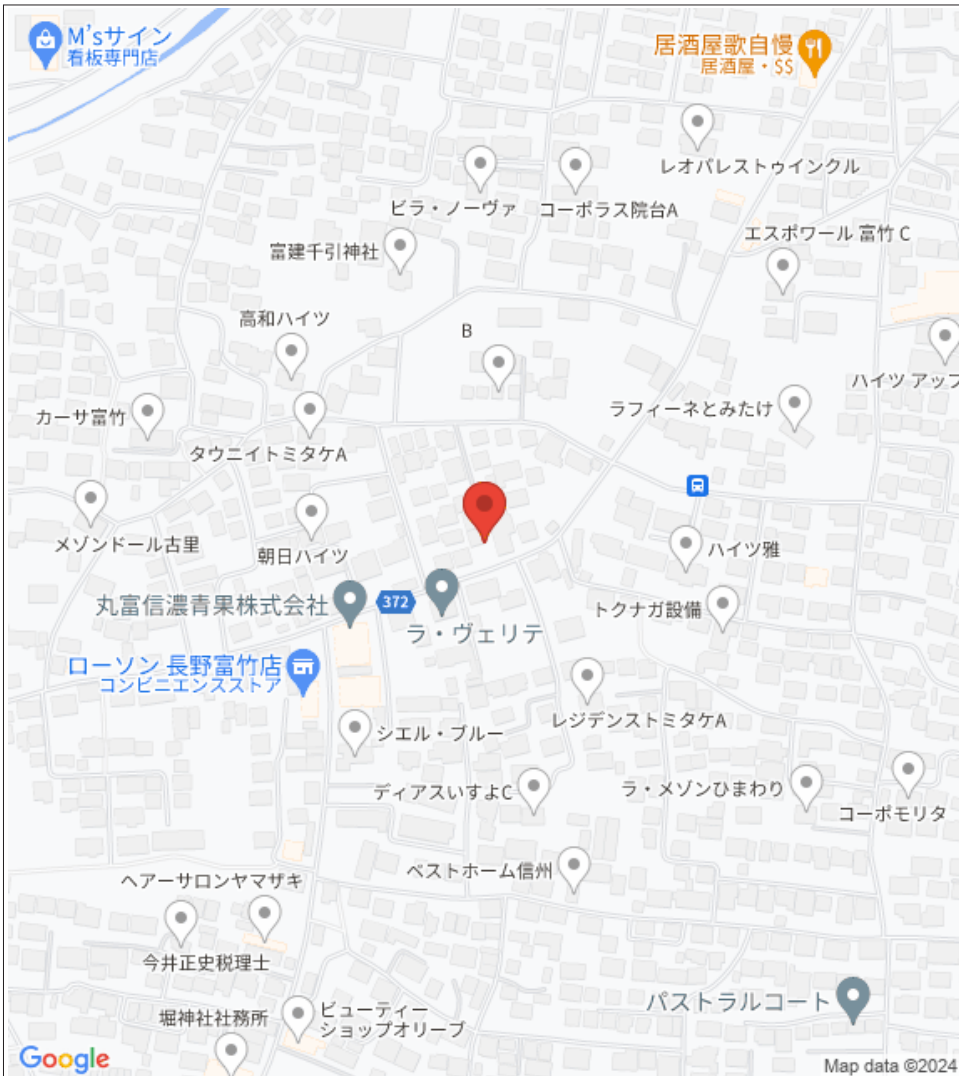 M'sサイン
看板専門店
居酒屋歌自慢
居酒屋・SS
レオパレストゥインクル
ビラ・ノーヴァ
コーポラス院台A
エスポワール 富竹 C
富建千引神社
高和ハイツ
B
ハイツ アップ
カーサ富竹
ラフィーネとみたけ
タウニイトミタケA
メゾンドール古里
朝日ハイツ
ハイツ雅
丸富信濃青果株式会社
372
トクナガ設備
ラ・ヴェリテ
ローソン 長野富竹店
コンビニエンスストア
レジデンストミタケA
シエル・ブルー
ディアスいすよC
ラ・メゾンひまわり
コーポモリタ
ベストホーム信州
ヘアーサロンヤマザキ
今井正史税理士
パストラルコート
堀神社社務所
ビューティー
ショップオリーブ
Google
Map data ©2024